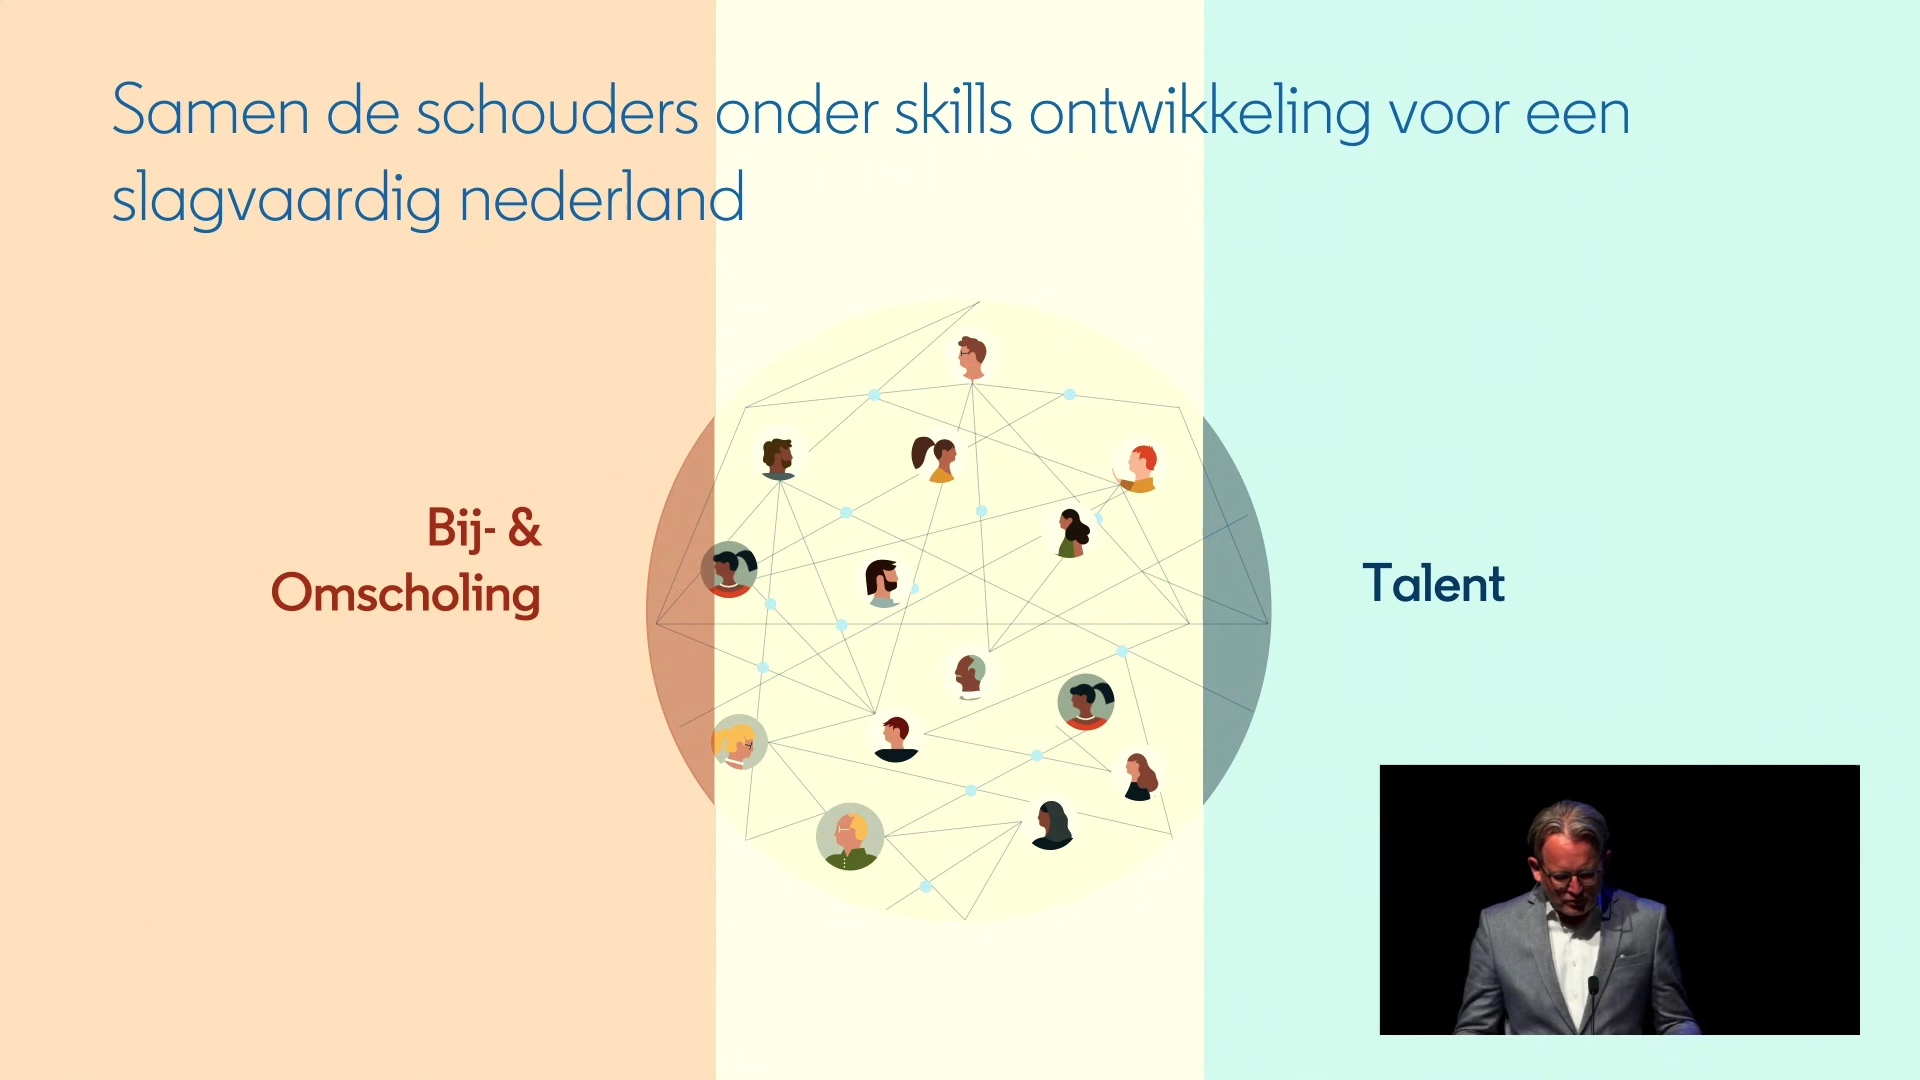 Samen de schouders onder skills ontwikkeling voor een
slagvaardig nederland
Bij- &
Omscholing
Talent